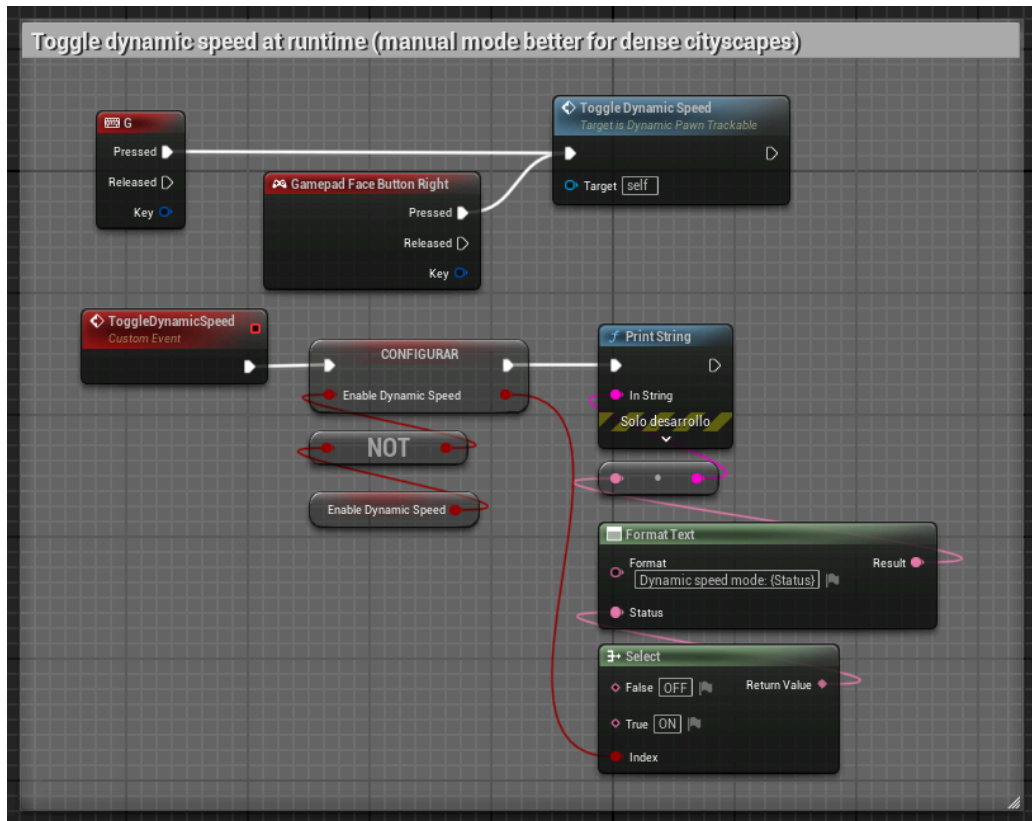 Toggle dynamic speed at runtime (manual mode better for dense cityscapes)
G
Pressed
Released
Key
Gamepad Face Button Right
Pressed
Released
Key
Toggle Dynamic Speed
Target is Dynamic Pawn Trackable
Target self
ToggleDynamicSpeed
Custom Event
CONFIGURAR
Enable Dynamic Speed
NOT
Enable Dynamic Speed
Print String
In String
Solo desarrollo
Format Text
Format
Result
Dynamic speed mode: {Status}
Status
Select
False OFF
Return Value
True ON
Index